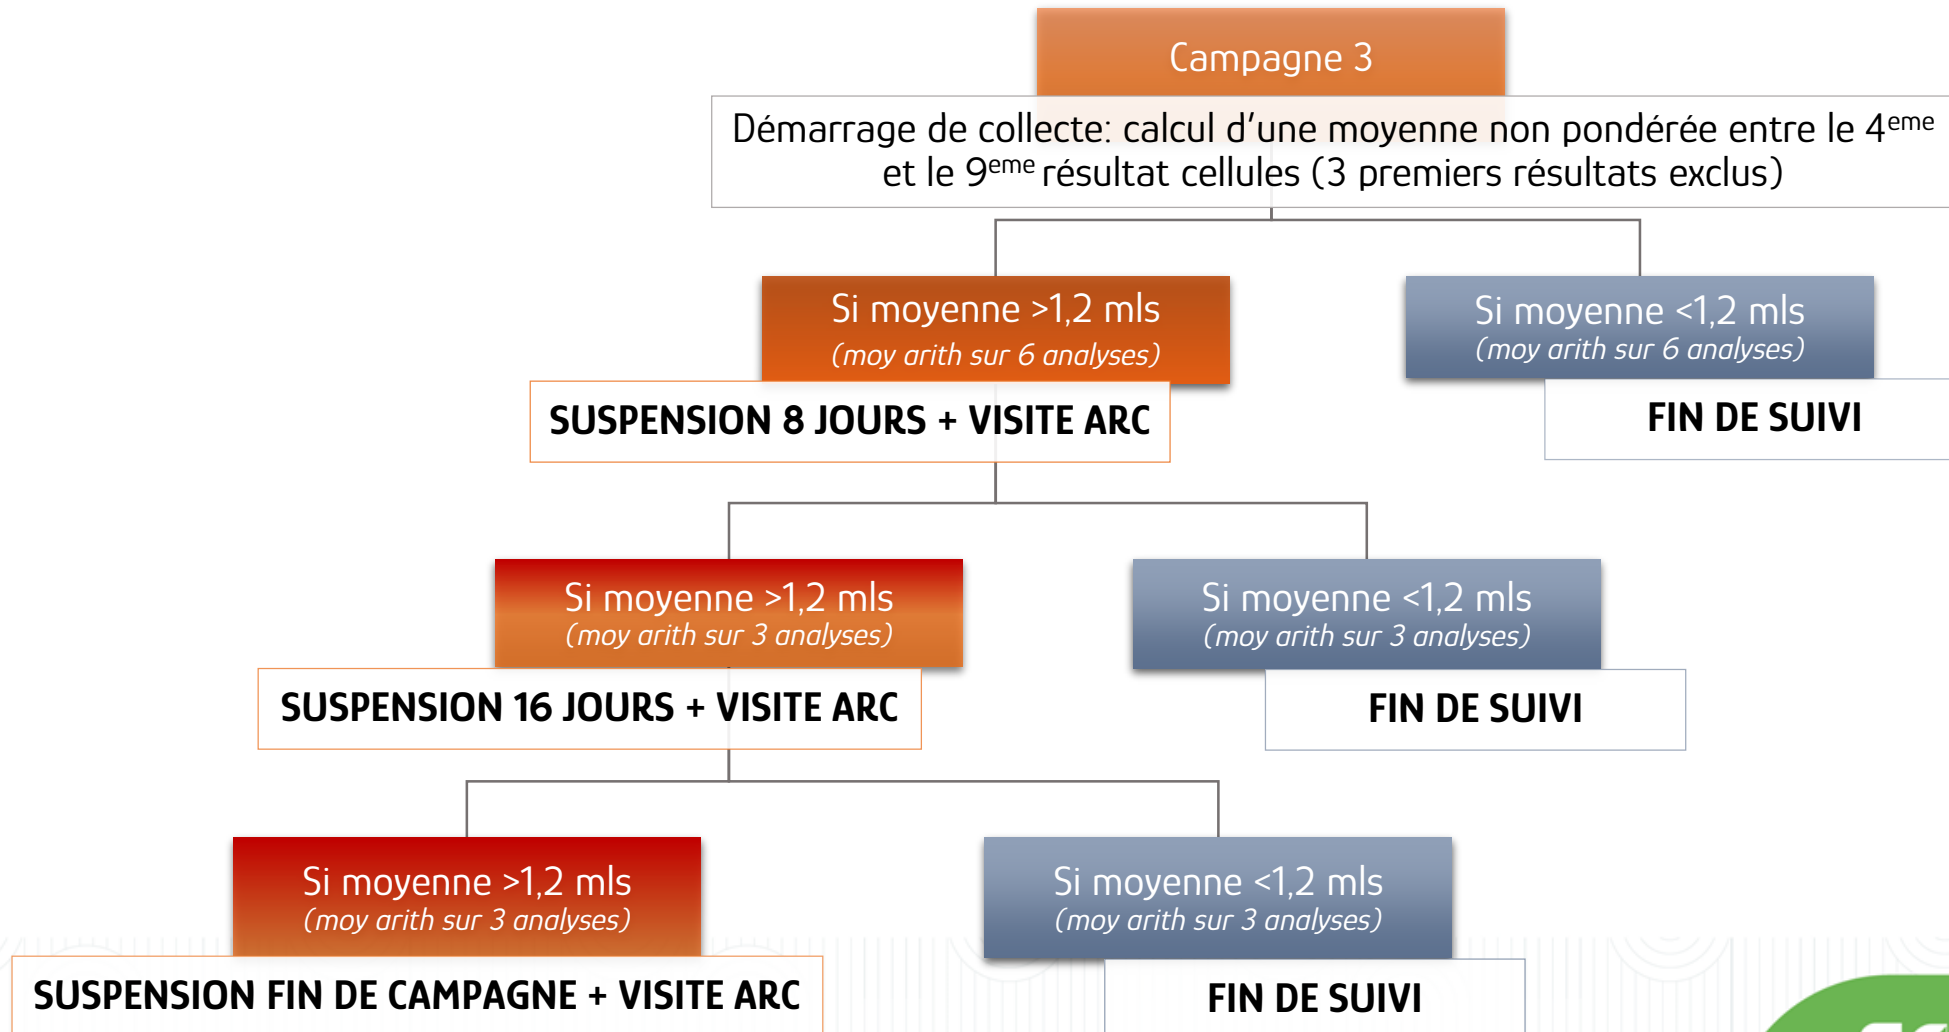 Campagne 3
Démarrage de collecte: calcul d’une moyenne non pondérée entre le 4eme
et le 9eme résultat cellules (3 premiers résultats exclus)
Si moyenne >1,2 mls
(moy arith sur 6 analyses)
SUSPENSION 8 JOURS + VISITE ARC
Si moyenne <1,2 mls
(moy arith sur 6 analyses)
FIN DE SUIVI
Si moyenne >1,2 mls
(moy arith sur 3 analyses)
SUSPENSION 16 JOURS + VISITE ARC
Si moyenne <1,2 mls
(moy arith sur 3 analyses)
FIN DE SUIVI
Si moyenne >1,2 mls
(moy arith sur 3 analyses)
SUSPENSION FIN DE CAMPAGNE + VISITE ARC
Si moyenne <1,2 mls
(moy arith sur 3 analyses)
FIN DE SUIVI